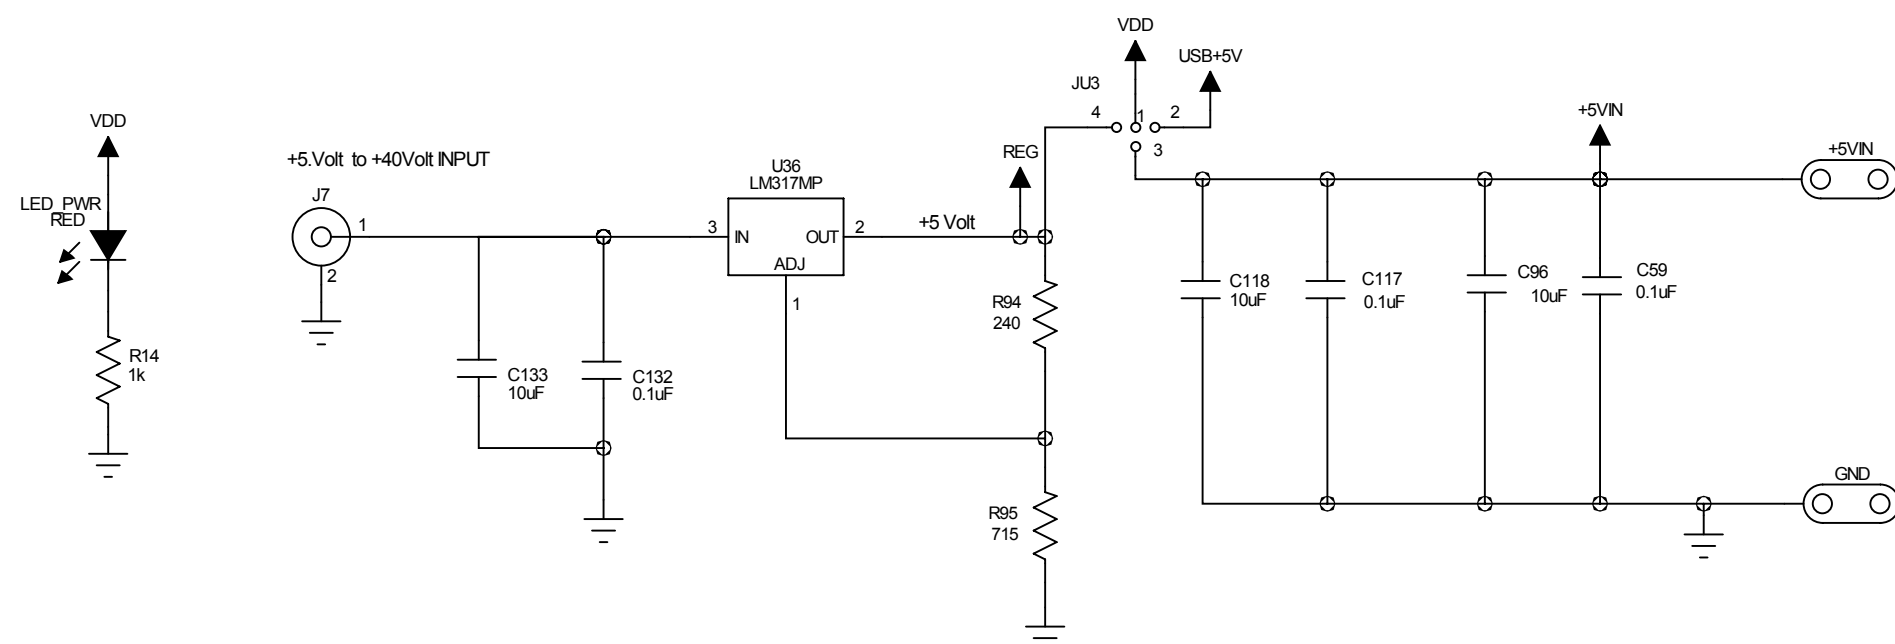 VDD
LED_PWR
RED
R14
1k
+5.Volt to +40Volt INPUT
J7
1
2
C133
10uF
C132
0.1uF
U36
LM317MP
3
IN
OUT
2
ADJ
1
+5 Volt
REG
R94
240
R95
715
VDD
USB+5V
JU3
4
1
2
3
C118
10uF
C117
0.1uF
C96
10uF
C59
0.1uF
+5VIN
+5VIN
GND